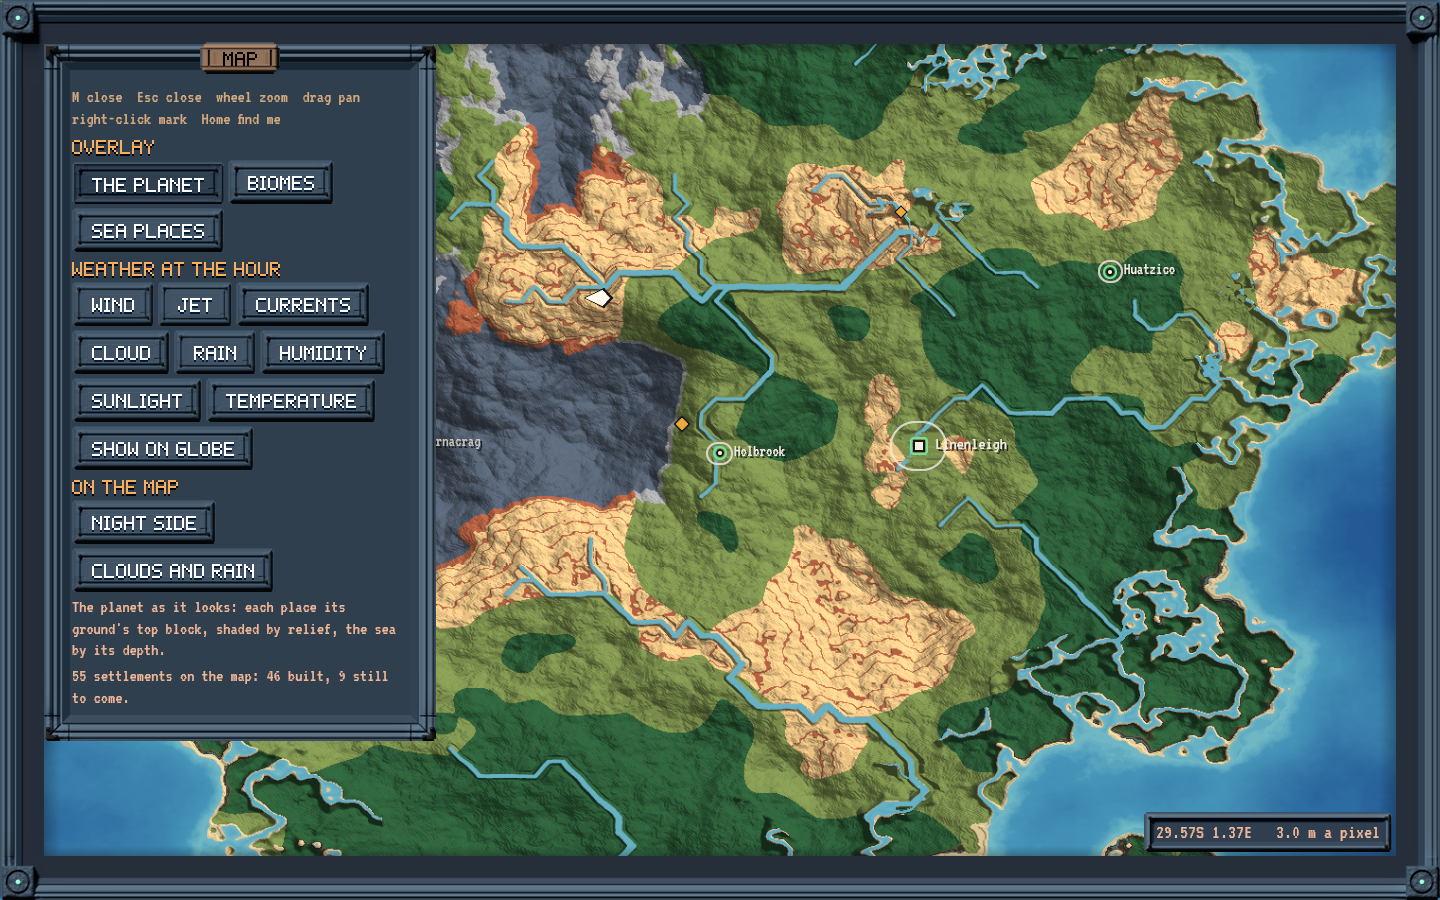 MAP
M close  Esc close  wheel zoom  drag pan
right-click mark  Home find me
OVERLAY
THE PLANET
BIOMES
SEA PLACES
WEATHER AT THE HOUR
WIND
JET
CURRENTS
CLOUD
RAIN
HUMIDITY
SUNLIGHT
TEMPERATURE
SHOW ON GLOBE
ON THE MAP
NIGHT SIDE
CLOUDS AND RAIN
The planet as it looks: each place its
ground's top block, shaded by relief, the sea
by its depth.
55 settlements on the map: 46 built, 9 still
to come.
Huatzico
rnacrag
Holbrook
Linenleigh
29.57S 1.37E   3.0 m a pixel